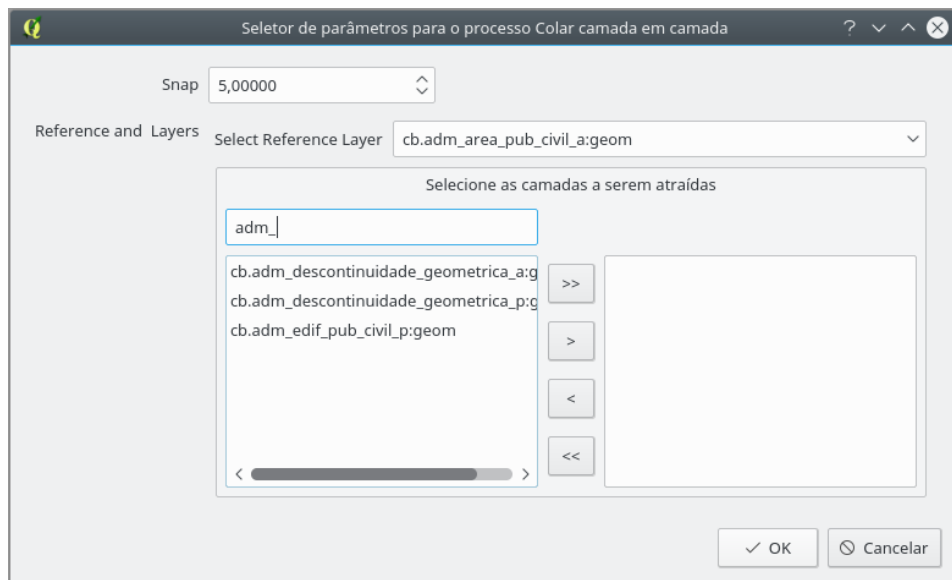 Seletor de parâmetros para o processo Colar camada em camada
Snap 5,00000
Reference and Layers
Select Reference Layer cb.adm_area_pub_civil_a:geom
Selecione as camadas a serem atraídas
adm_
cb.adm_descontinuidade_geometrica_a:g
>>
cb.adm_descontinuidade_geometrica_p:g
cb.adm_edif_pub_civil_p:geom
>
<
<<
OK
Cancelar